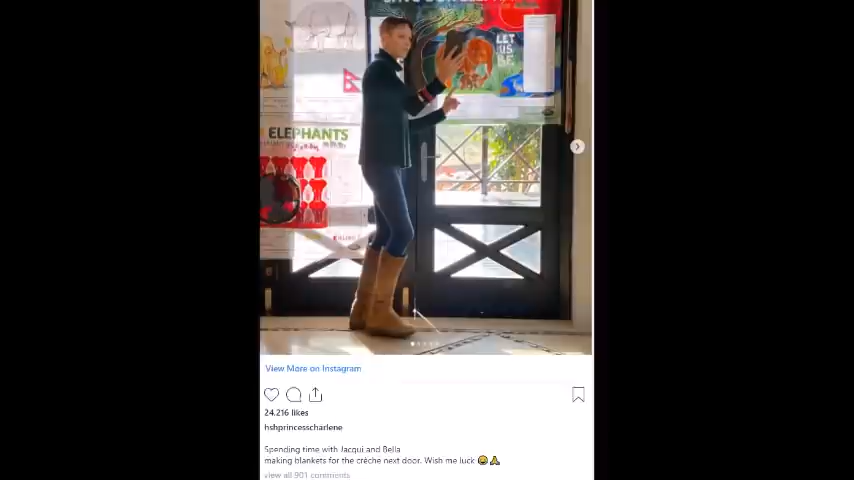 LET
US
BE
ELEPHANTS
View More on Instagram
24,216 likes
hshprincesscharlene
Spending time with Jacqui and Bella
making blankets for the crèche next door. Wish me luck 😂🙏
view all 901 comments